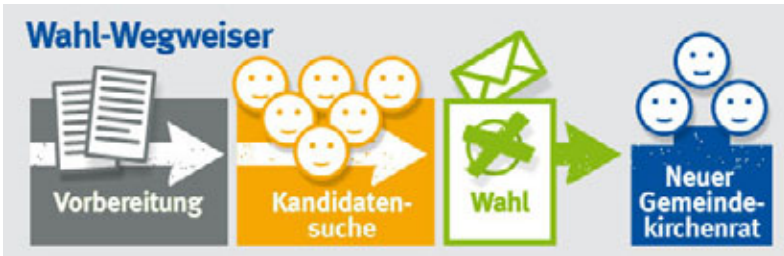 Wahl-Wegweiser
Vorbereitung
Kandidaten-
suche
Wahl
Neuer
Gemeinde-
kirchenrat